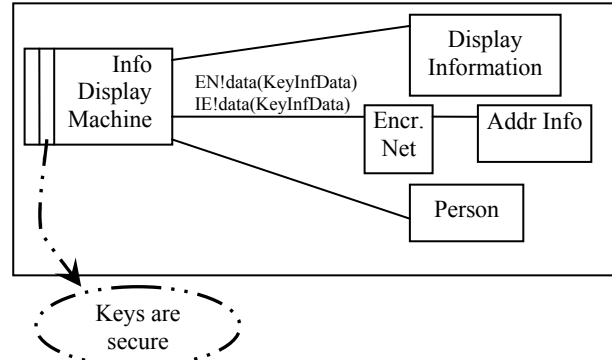 Info
Display
Machine
Display
Information
EN!data(KeyInfData)
IE!data(KeyInfData)
Encr.
Net
Addr Info
Person
Keys are
secure